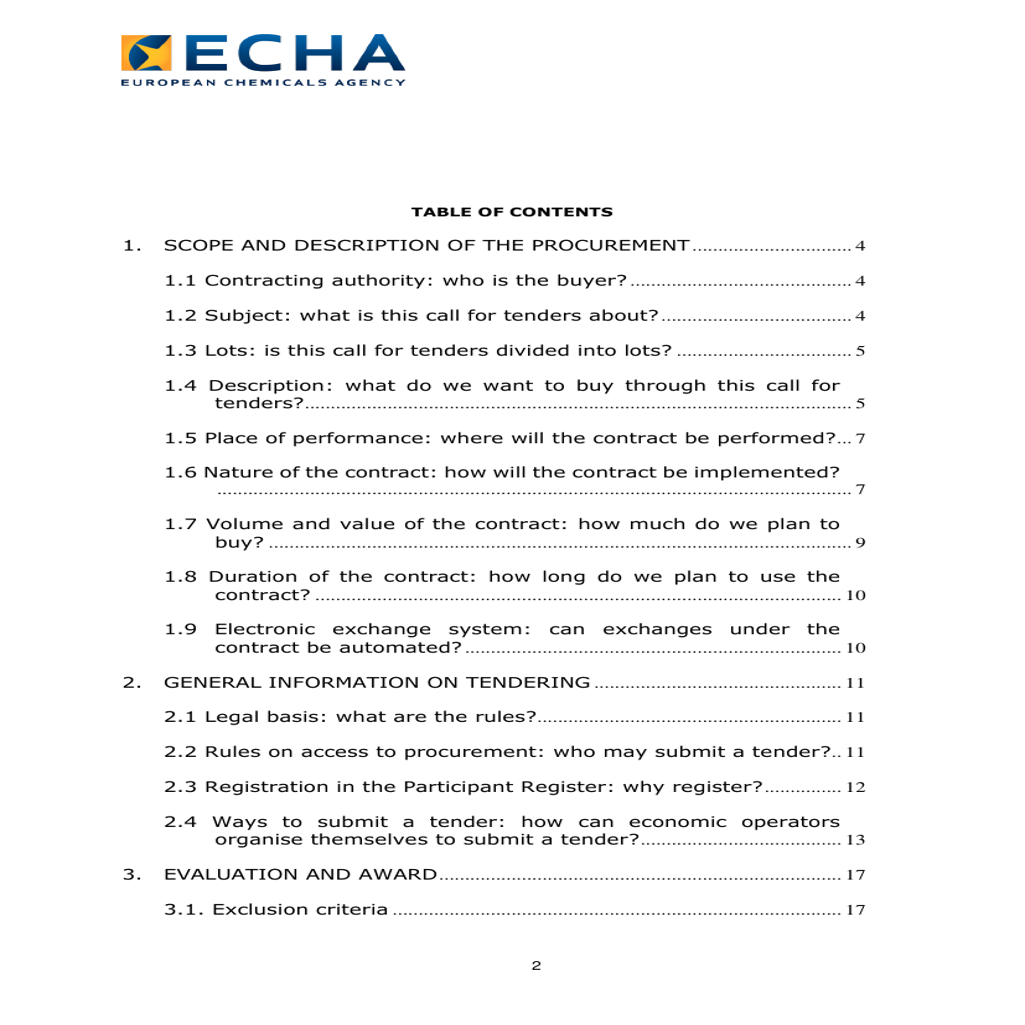 ECHA
EUROPEAN CHEMICALS AGENCY
TABLE OF CONTENTS
1. SCOPE AND DESCRIPTION OF THE PROCUREMENT.............................. 4
1.1 Contracting authority: who is the buyer?........................................... 4
1.2 Subject: what is this call for tenders about?..................................... 4
1.3 Lots: is this call for tenders divided into lots? .................................. 5
1.4 Description: what do we want to buy through this call for
tenders?.......................................................................................................... 5
1.5 Place of performance: where will the contract be performed?... 7
1.6 Nature of the contract: how will the contract be implemented?
........................................................................................................................... 7
1.7 Volume and value of the contract: how much do we plan to
buy? ................................................................................................................. 9
1.8 Duration of the contract: how long do we plan to use the
contract? ...................................................................................................... 10
1.9 Electronic exchange system: can exchanges under the
contract be automated?......................................................................... 10
2. GENERAL INFORMATION ON TENDERING................................................ 11
2.1 Legal basis: what are the rules?........................................................... 11
2.2 Rules on access to procurement: who may submit a tender?.. 11
2.3 Registration in the Participant Register: why register?............... 12
2.4 Ways to submit a tender: how can economic operators
organise themselves to submit a tender?....................................... 13
3. EVALUATION AND AWARD.............................................................................. 17
3.1. Exclusion criteria ....................................................................................... 17
2